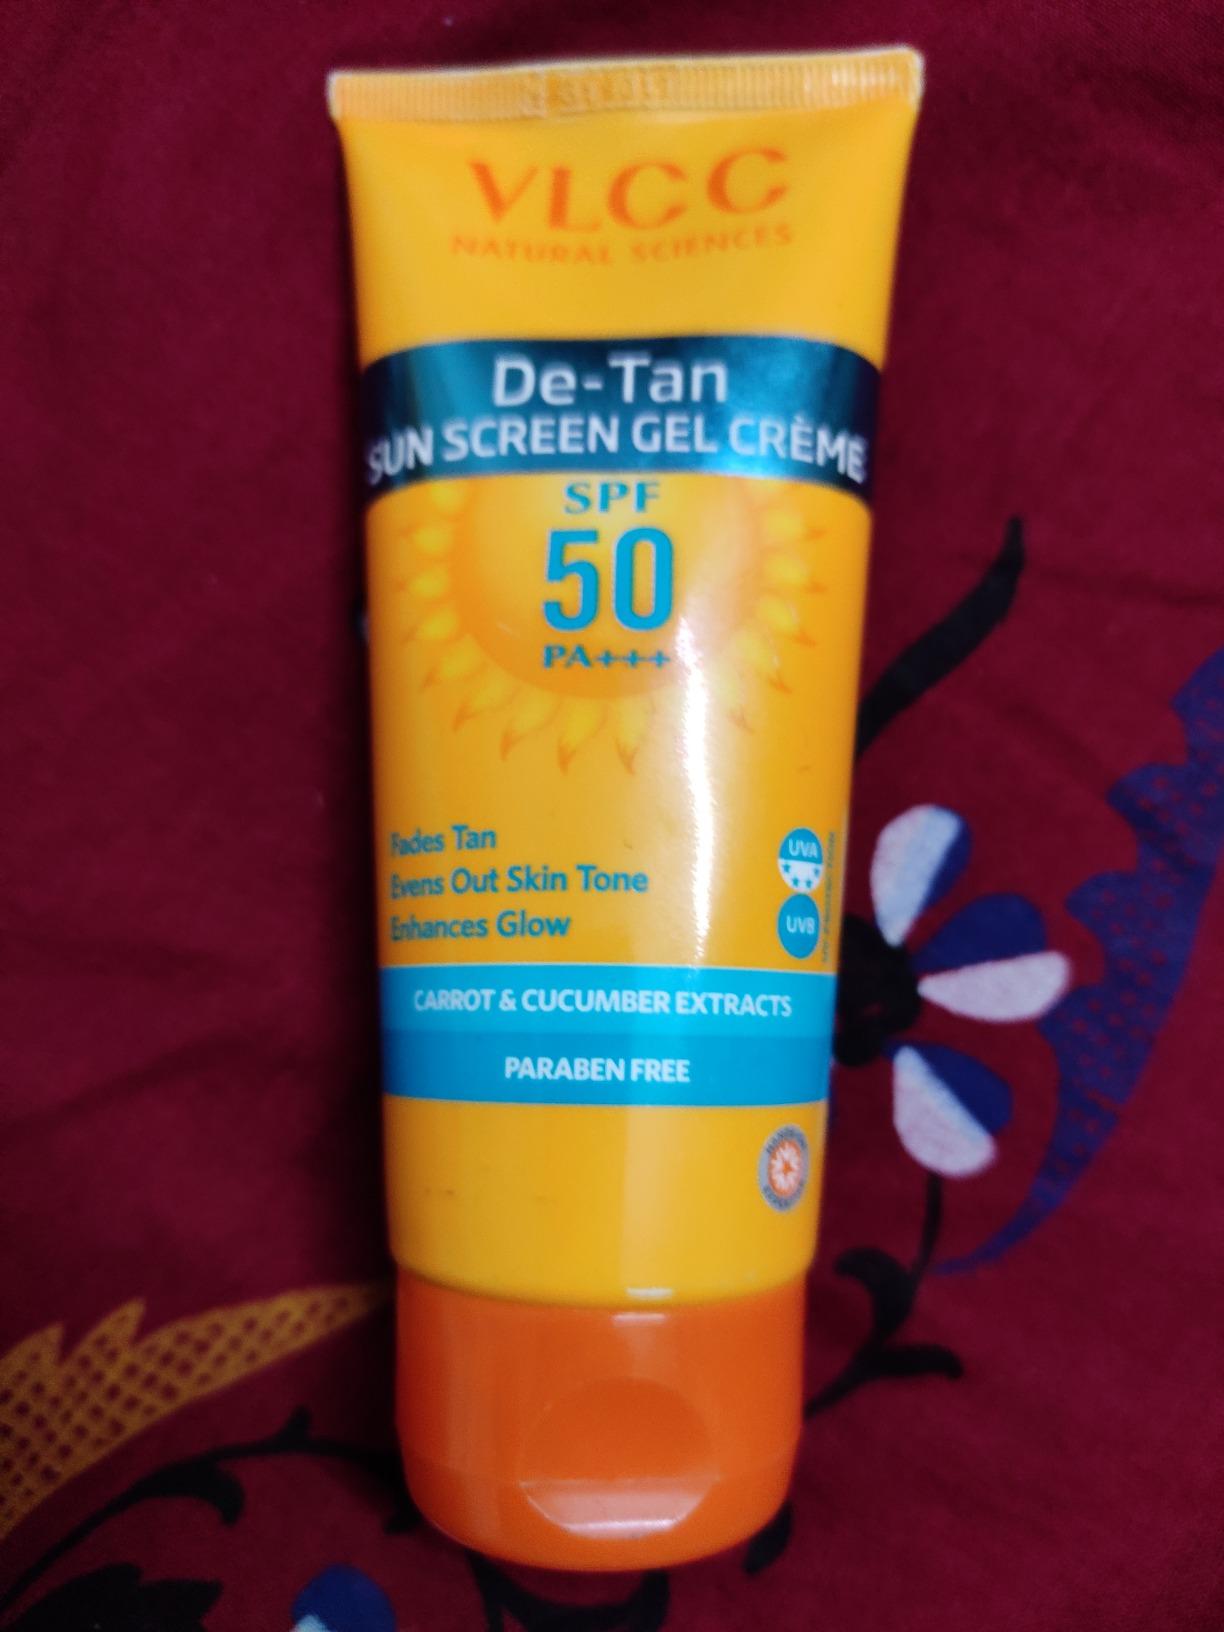 VLCC
NATURAL SCIENCES
De-Tan
SUN SCREEN GEL CRÈME
SPF
50
PA+++
Fades Tan
Evens Out Skin Tone
Enhances Glow
UVA
UVB
CARROT & CUCUMBER EXTRACTS
PARABEN FREE